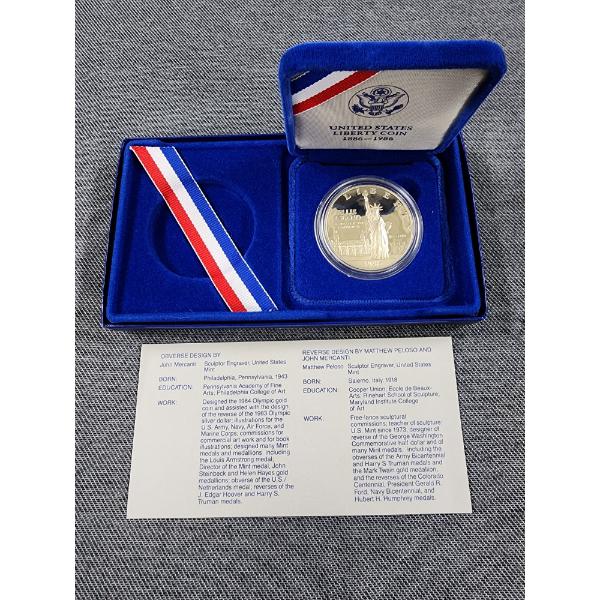 UNITED STATES
LIBERTY COIN
1886-1986
LIBERTY
ELLIS
ISLAND
1986
OBVERSE DESIGN BY
John Mercanti Sculptor Engraver, United States
Mint
BORN: Philadelphia, Pennsylvania, 1943
EDUCATION: Pennsylvania Academy of Fine
Arts; Philadelphia College of Art
WORK: Designed the 1984 Olympic gold
coin and assisted with the design
of the reverse of the 1983 Olympic
silver dollar; illustrations for the
U.S. Army, Navy, Air Force, and
Marine Corps; commissions for
commercial art work and for book
illustrations; designed many Mint
medals and medallions including
the Louis Armstrong medal;
Director of the Mint medal, John
Steinbeck and Helen Hayes gold
medallions; obverse of the U.S./
Netherlands medal; reverses of the
J. Edgar Hoover and Harry S.
Truman medals.
REVERSE DESIGN BY MATTHEW PELOSO AND
JOHN MERCANTI
Matthew Peloso Sculptor Engraver, United States
Mint
BORN: Salerno, Italy, 1918
EDUCATION: Cooper Union; Ecole de Beaux-
Arts; Rinehart School of Sculpture,
Maryland Institute College
of Art
WORK: Free-lance sculptural
commissions; teacher of sculpture;
U.S. Mint since 1973; designer of
reverse of the George Washington
Commemorative half dollar and of
many Mint medals including the
obverses of the Army Bicentennial
and Harry S Truman medals and
the Mark Twain gold medallion,
and the reverses of the Colorado
Centennial, President Gerald R.
Ford, Navy Bicentennial, and
Hubert H. Humphrey medals.